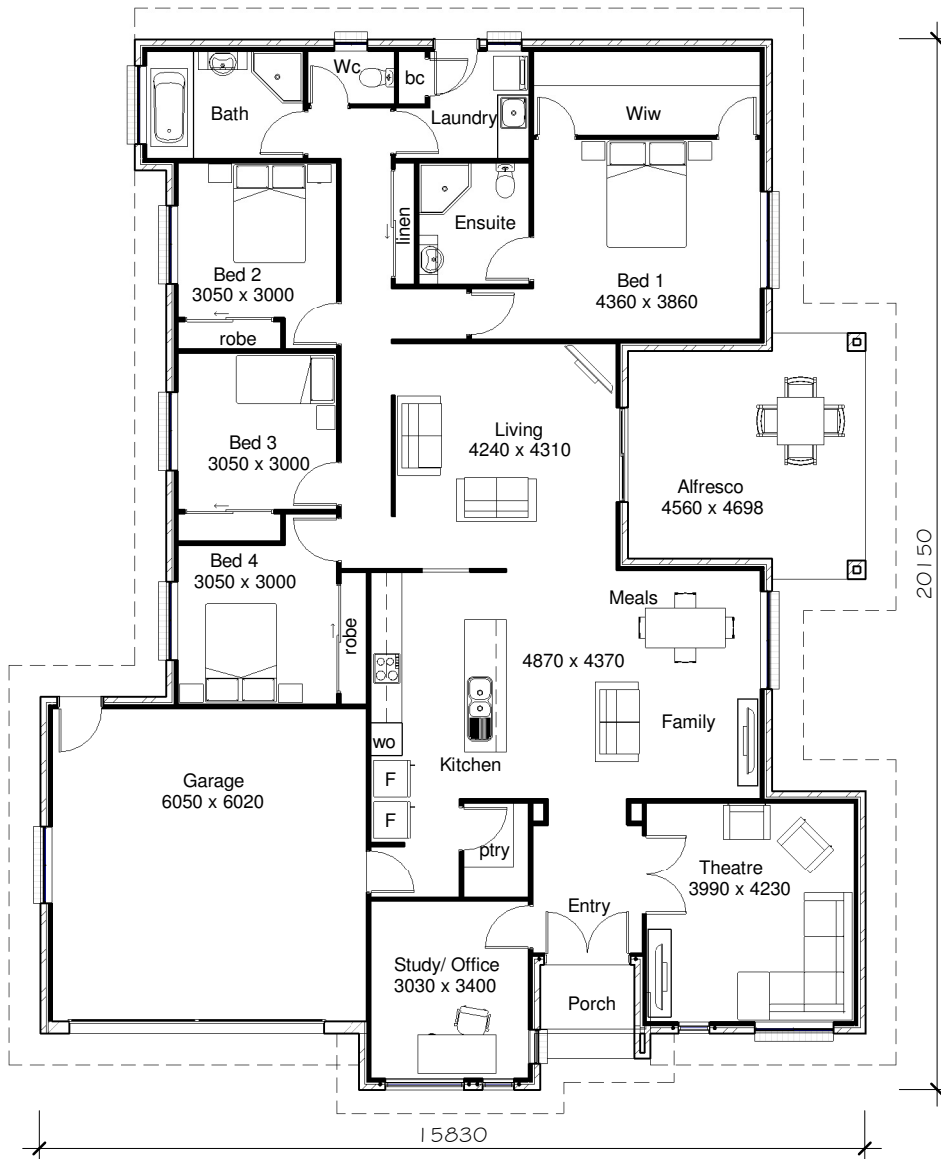 Wc
bc
Bath
Laundry
Wiw
linen
Ensuite
Bed 2
3050 x 3000
Bed 1
4360 x 3860
robe
Living
4240 x 4310
Bed 3
3050 x 3000
Alfresco
4560 x 4698
Bed 4
3050 x 3000
robe
Meals
4870 x 4370
20150
Family
wo
Kitchen
Garage
6050 x 6020
F
F
ptry
Theatre
3990 x 4230
Entry
Study/ Office
3030 x 3400
Porch
15830